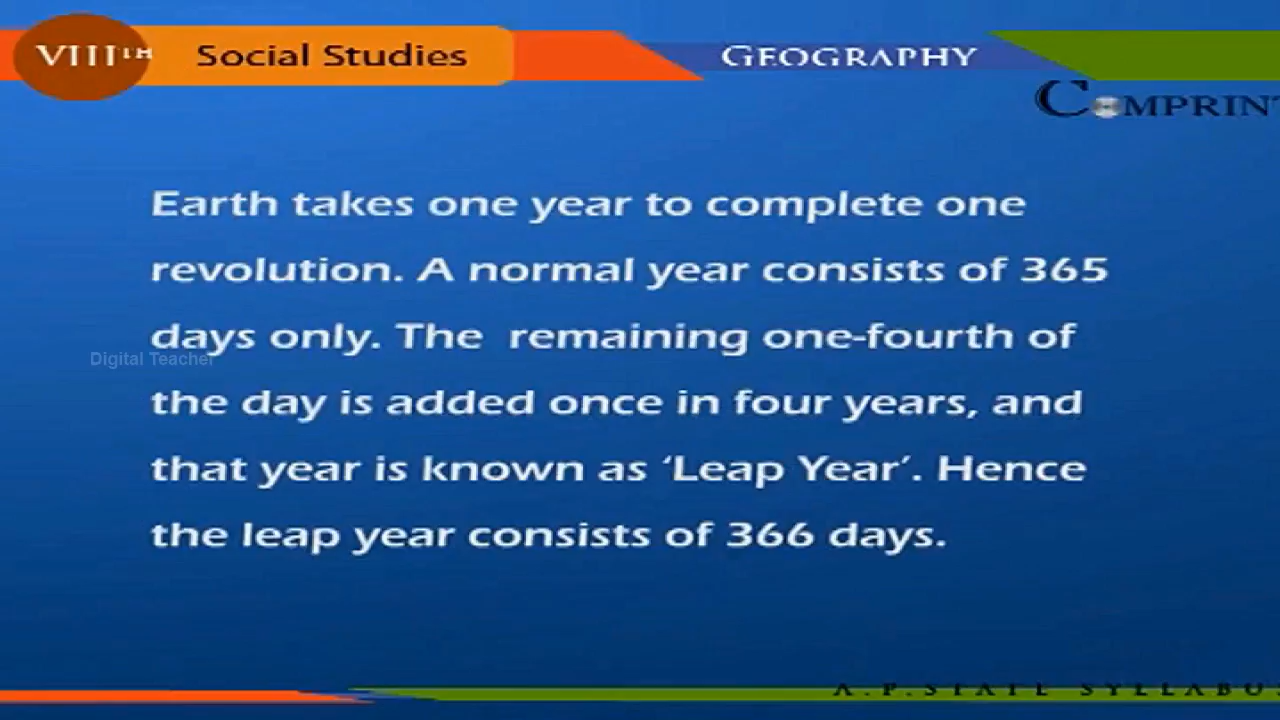 VIIITH Social Studies GEOGRAPHY
COMPRINT
Earth takes one year to complete one
revolution. A normal year consists of 365
days only. The remaining one-fourth of
Digital Teacher
the day is added once in four years, and
that year is known as ‘Leap Year’. Hence
the leap year consists of 366 days.
A.P.STATE SYLLABUS